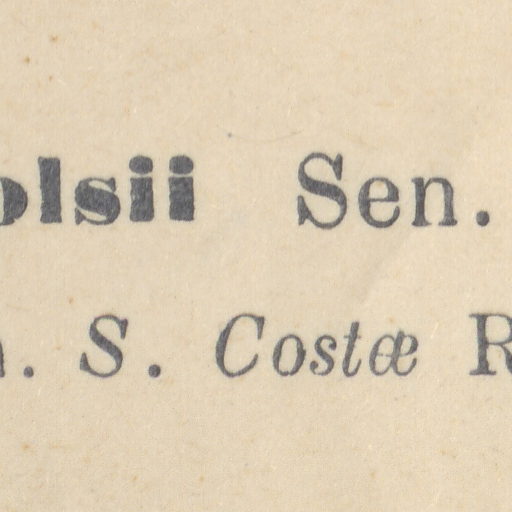 olsii Sen.
. S. Costæ R